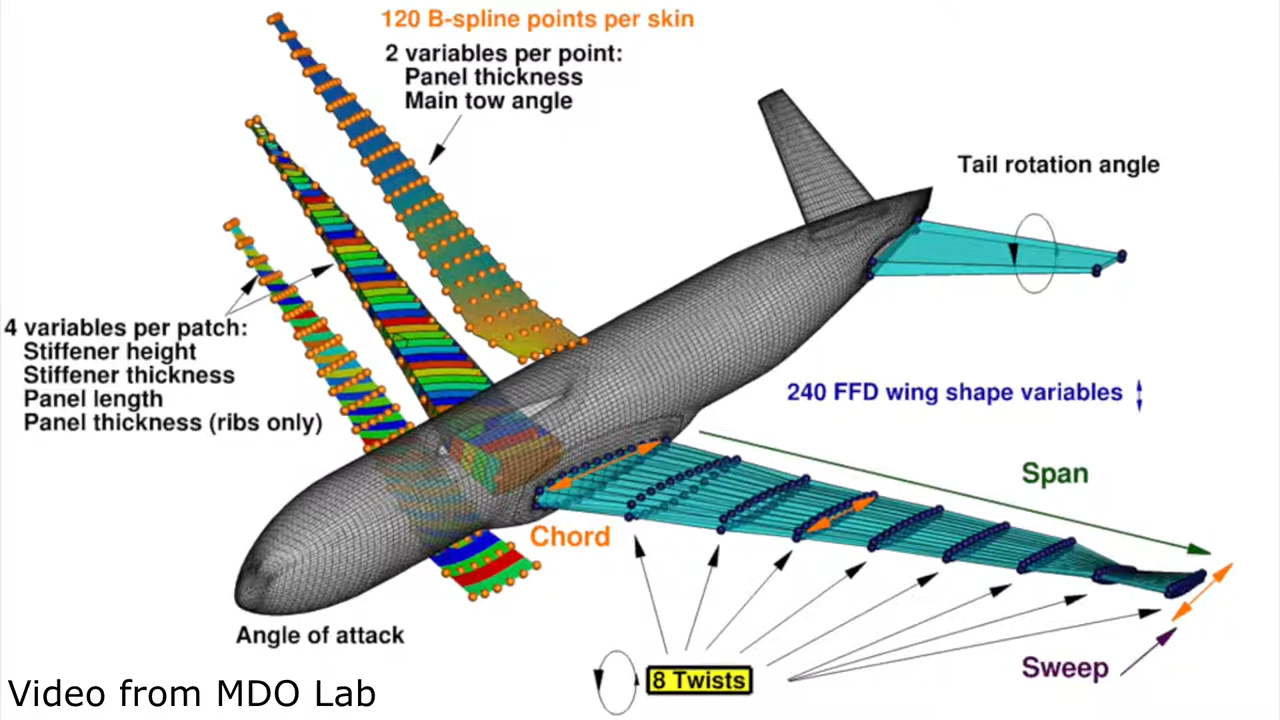 120 B-spline points per skin
2 variables per point:
Panel thickness
Main tow angle
Tail rotation angle
4 variables per patch:
Stiffener height
Stiffener thickness
Panel length
Panel thickness (ribs only)
240 FFD wing shape variables
Span
Chord
Angle of attack
8 Twists
Sweep
Video from MDO Lab